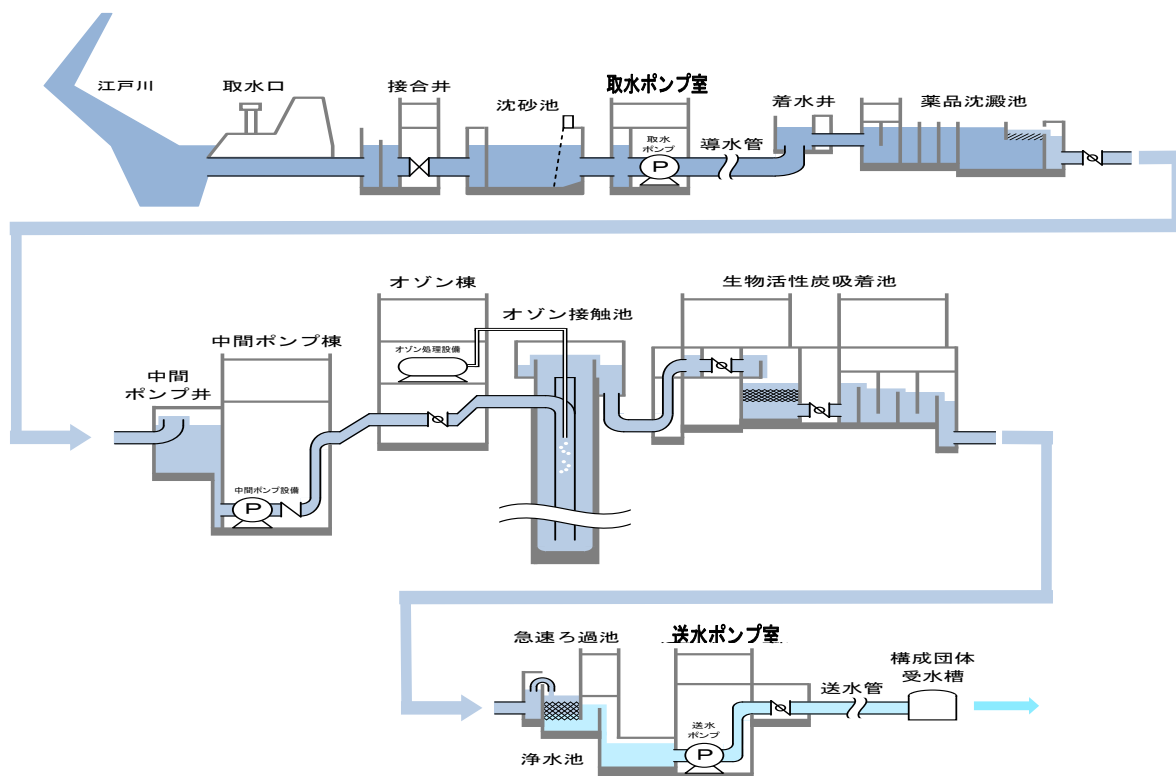 江戸川
取水口
接合井
沈砂池
取水ポンプ室
取水
ポンプ
P
導水管
着水井
薬品沈澱池
中間
ポンプ井
中間ポンプ棟
中間ポンプ設備
P
オゾン棟
オゾン処理設備
オゾン接触池
生物活性炭吸着池
急速ろ過池
浄水池
送水ポンプ室
送水
ポンプ
P
送水管
構成団体
受水槽